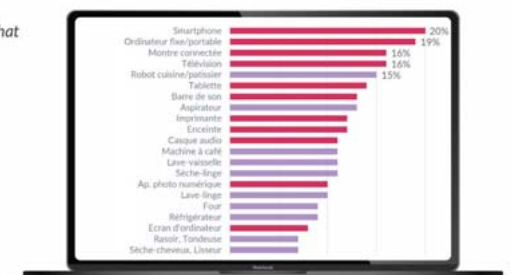 hat
Smartphone 20%
Ordinateur fixe/portable 19%
Montre connectée 16%
Télévision 16%
Robot cuisine/patissier 15%
Tablette
Barre de son
Aspirateur
Imprimante
Enceinte
Casque audio
Machine à café
Lave-vaisselle
Sèche-linge
Ap. photo numérique
Lave-linge
Four
Réfrigérateur
Ecran d'ordinateur
Rasoir, Tondeuse
Sèche-cheveux, Lisseur